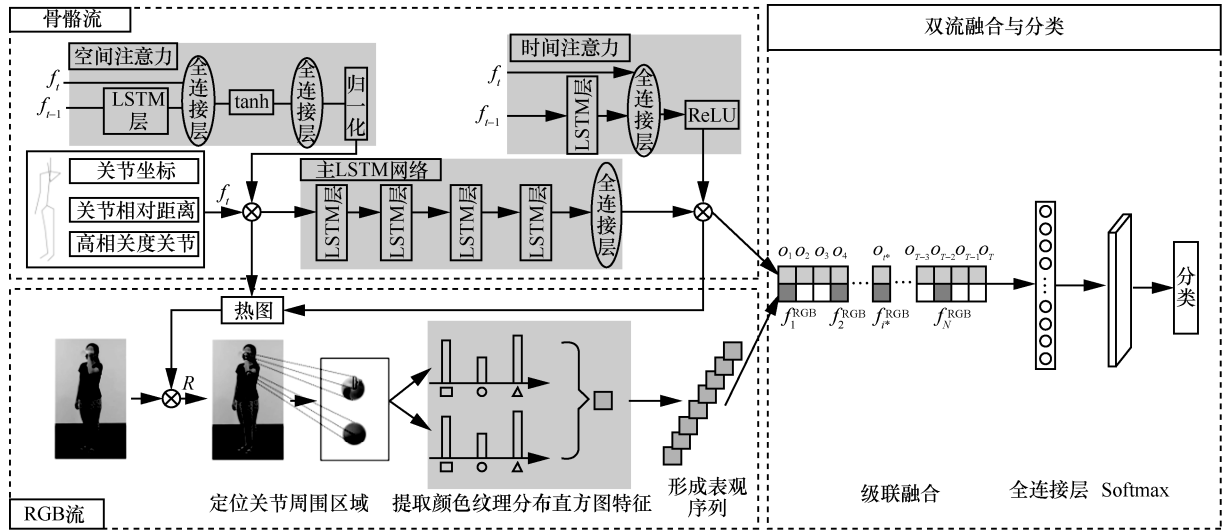 骨骼流
空间注意力
f_t
f_{t-1}
LSTM
层
全连接层
tanh
全连接层
归一化
时间注意力
f_t
f_{t-1}
LSTM层
全连接层
ReLU
关节坐标
关节相对距离
高相关度关节
f_t
主LSTM网络
LSTM层
LSTM层
LSTM层
LSTM层
全连接层
热图
R
定位关节周围区域
提取颜色纹理分布直方图特征
形成表观
序列
RGB流
双流融合与分类
o_1 o_2 o_3 o_4 o_{t*} o_{T-3} o_{T-2} o_{T-1} o_T
… …
f_1^{RGB} f_2^{RGB} f_{i*}^{RGB} f_N^{RGB}
分类
级联融合
全连接层 Softmax